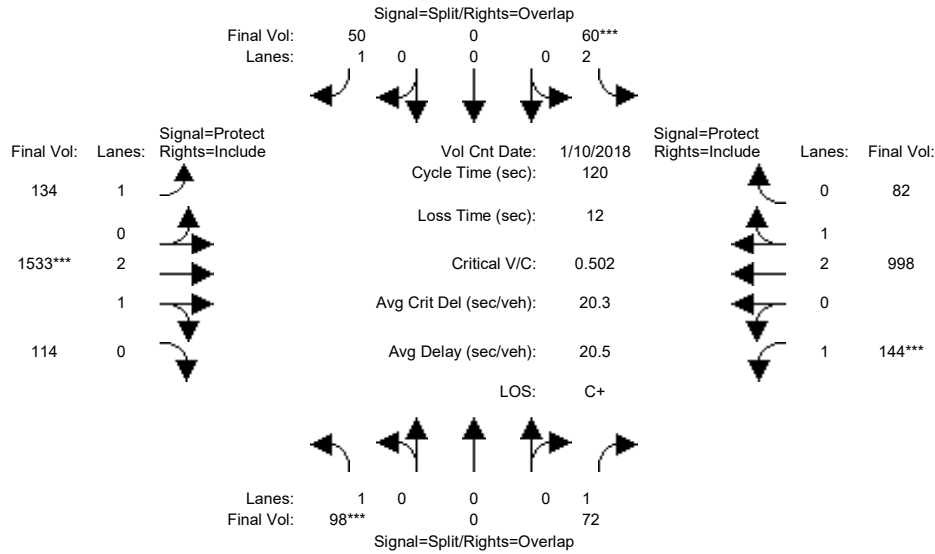 Signal=Split/Rights=Overlap
Final Vol: 50 0 60***
Lanes: 1 0 0 0 2
Signal=Protect Signal=Protect
Final Vol: Lanes: Rights=Include Vol Cnt Date: 1/10/2018 Rights=Include Lanes: Final Vol:
Cycle Time (sec): 120
134 1 0 82
Loss Time (sec): 12
0 1
1533*** 2 Critical V/C: 0.502 2 998
1 Avg Crit Del (sec/veh): 20.3 0
114 0 Avg Delay (sec/veh): 20.5 1 144***
LOS: C+
Lanes: 1 0 0 0 1
Final Vol: 98*** 0 72
Signal=Split/Rights=Overlap